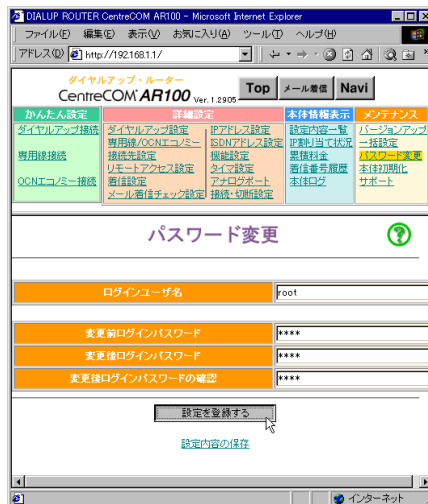 DIALUP ROUTER CentreCOM AR100 - Microsoft Internet Explorer
ファイル(F) 編集(E) 表示(V) お気に入り(A) ツール(T) ヘルプ(H)
アドレス(D) http://192.168.1.1/
ダイヤルアップ・ルーター
CentreCOM AR100 Ver. 1.2905
Top メール着信 Navi
かんたん設定 詳細設定 本体情報表示 メンテナンス
ダイヤルアップ接続 ダイヤルアップ設定 IPアドレス設定 設定内容一覧 バージョンアップ
専用線/OCNエコノミー ISDNアドレス設定 IP割り当て状況 一括設定
専用線接続 接続先設定 機能設定 累積料金 パスワード変更
リモートアクセス設定 タイマ設定 着信番号履歴 本体初期化
OCNエコノミー接続 着信設定 アナログポート 本体ログ サポート
メール着信チェック設定 接続・切断設定
パスワード変更 ?
ログインユーザ名 root
変更前ログインパスワード ****
変更後ログインパスワード ****
変更後ログインパスワードの確認 ****
設定を登録する
設定内容の保存
インターネット